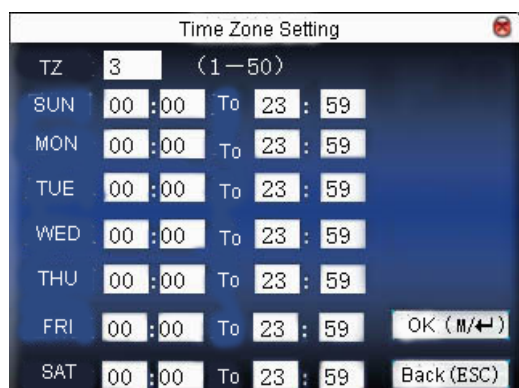 Time Zone Setting
TZ 3 (1-50)
SUN 00:00 To 23:59
MON 00:00 To 23:59
TUE 00:00 To 23:59
WED 00:00 To 23:59
THU 00:00 To 23:59
FRI 00:00 To 23:59 OK (M/↵)
SAT 00:00 To 23:59 Back (ESC)